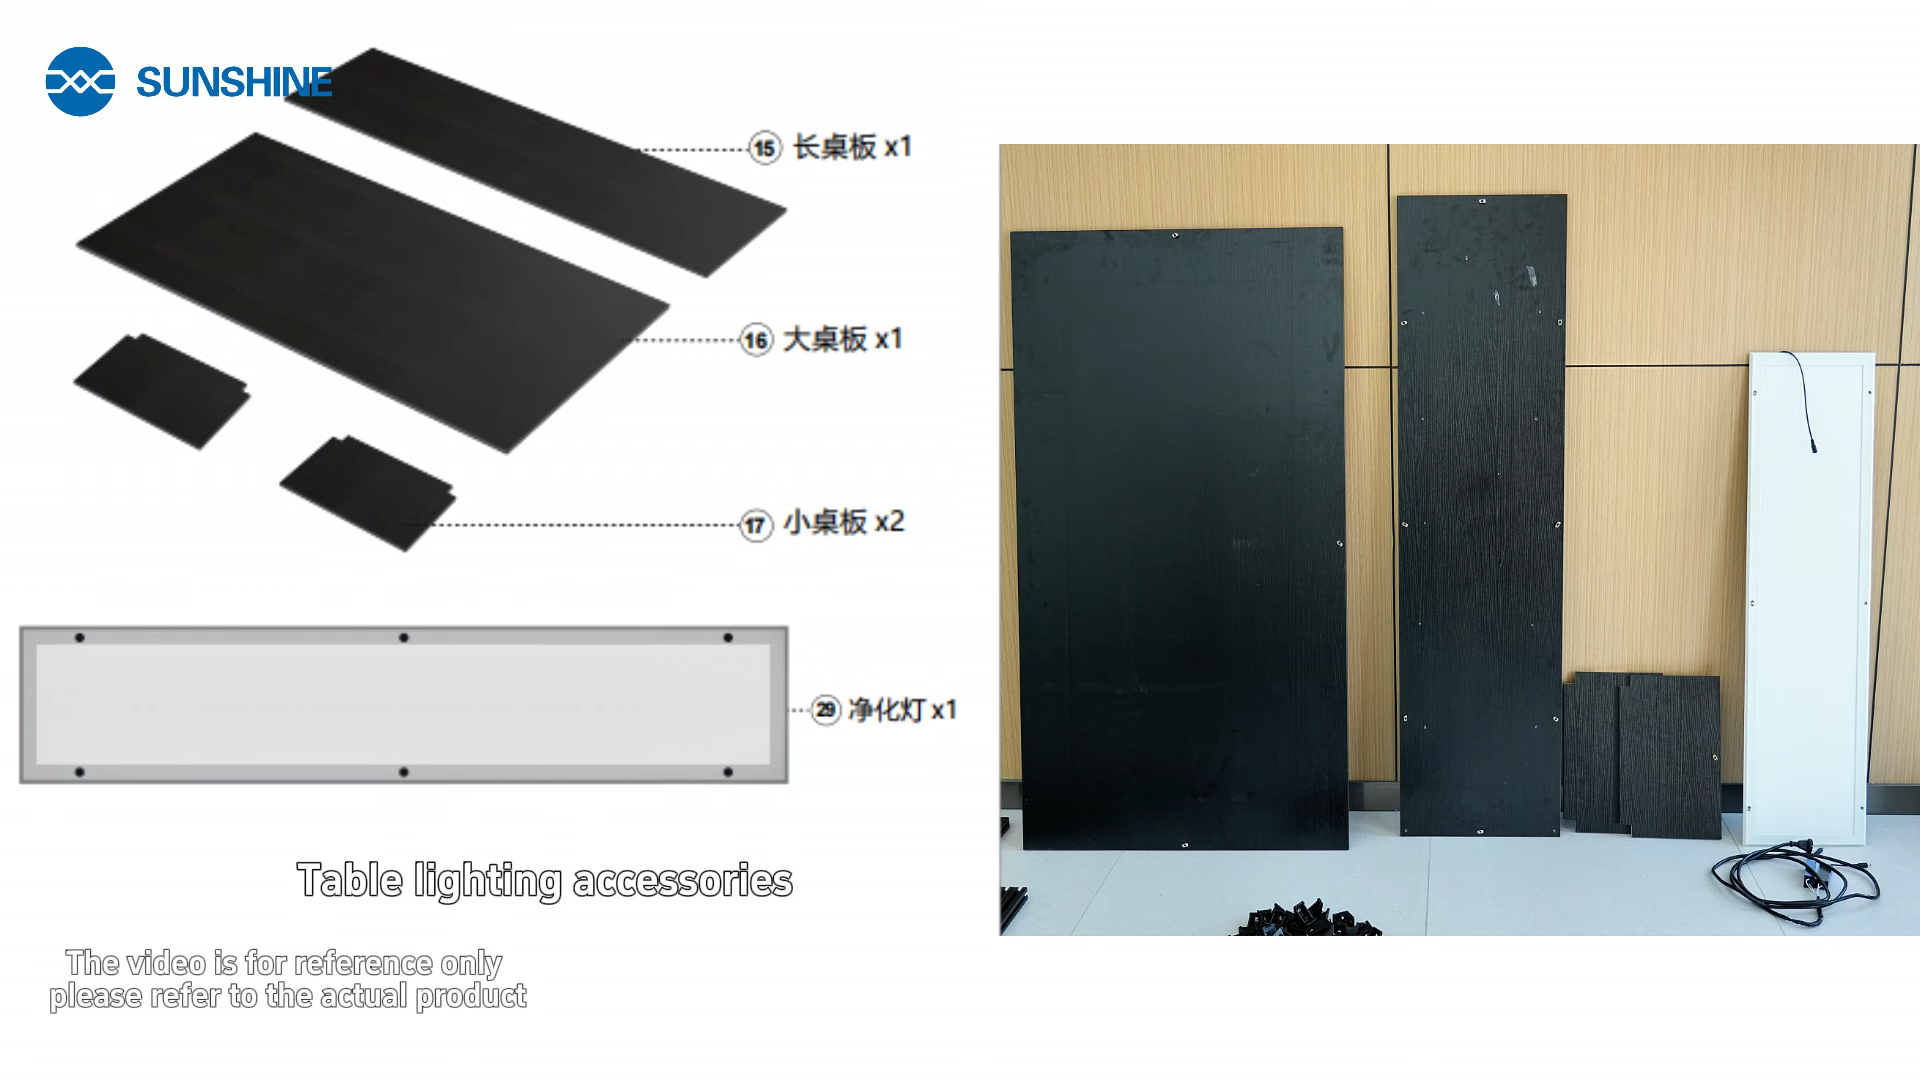 SUNSHINE
15 长桌板 x1
16 大桌板 x1
17 小桌板 x2
29 净化灯 x1
Table lighting accessories
The video is for reference only
please refer to the actual product